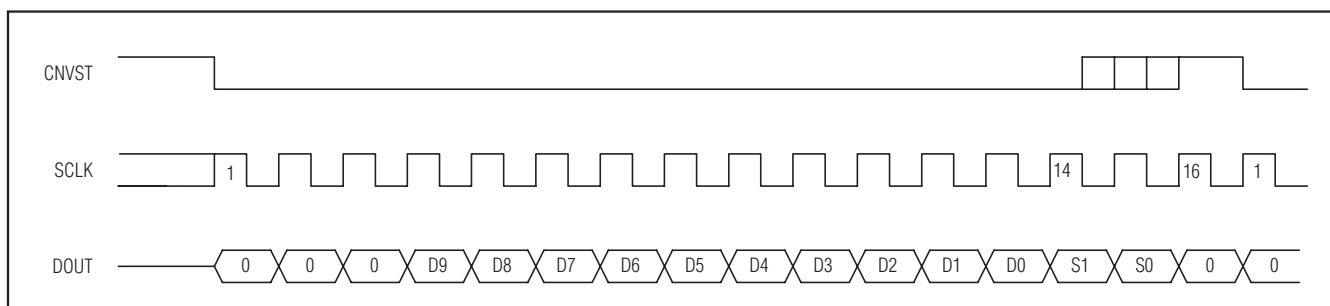 CNVST
SCLK 1 14 16 1
DOUT 0 0 0 D9 D8 D7 D6 D5 D4 D3 D2 D1 D0 S1 S0 0 0